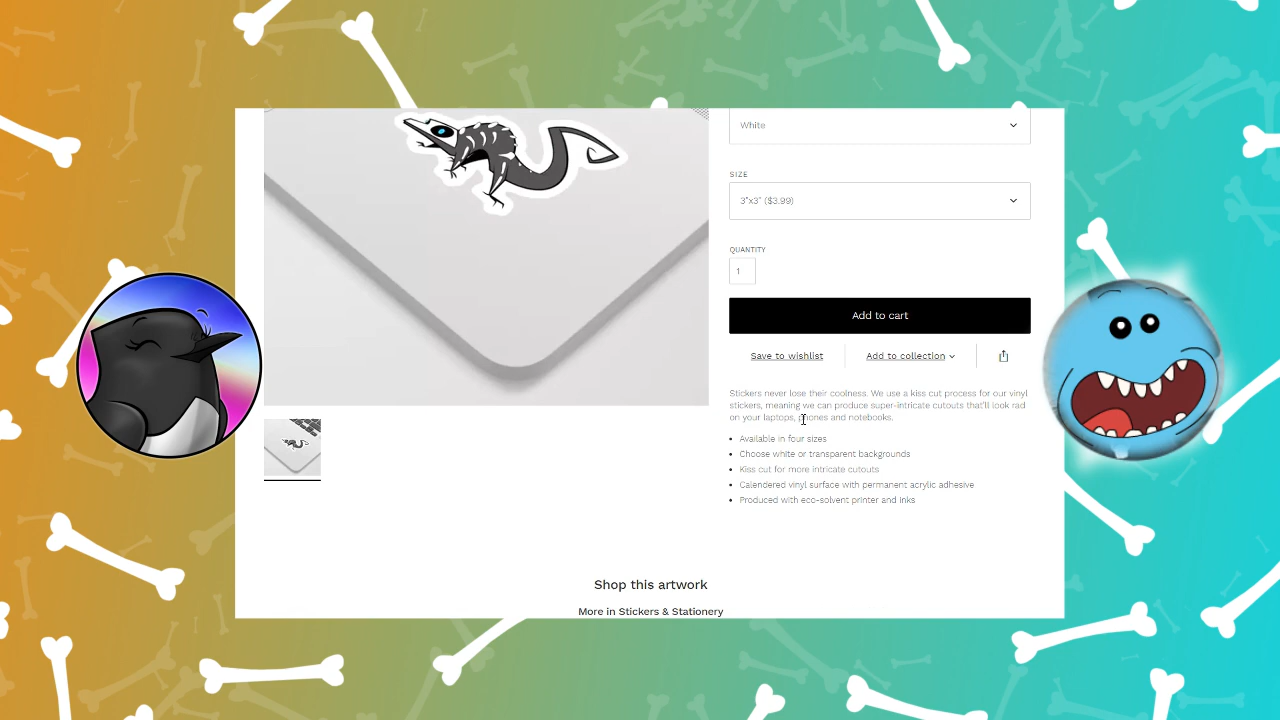 White
SIZE
3"x3" ($3.99)
QUANTITY
1
Add to cart
Save to wishlist
Add to collection
Stickers never lose their coolness. We use a kiss cut process for our vinyl
stickers, meaning we can produce super-intricate cutouts that'll look rad
on your laptops, phones and notebooks.
Available in four sizes
Choose white or transparent backgrounds
Kiss cut for more intricate cutouts
Calendered vinyl surface with permanent acrylic adhesive
Produced with eco-solvent printer and inks
Shop this artwork
More in Stickers & Stationery